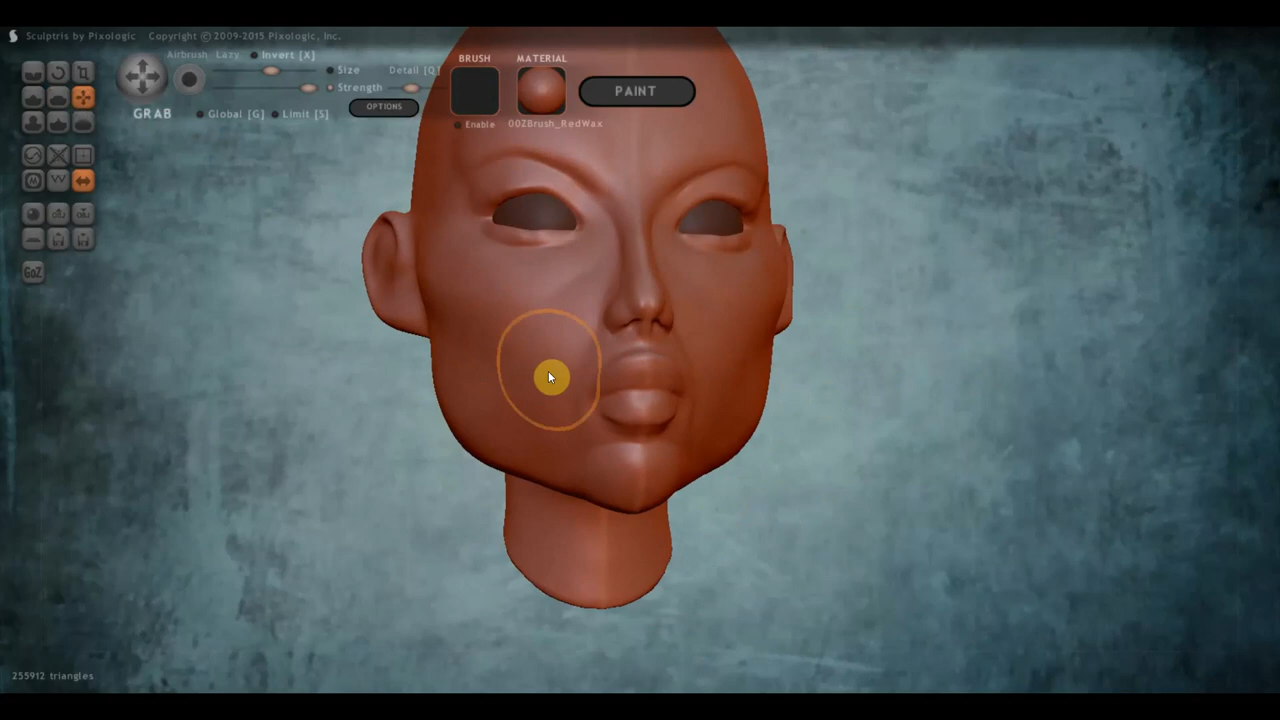 Sculptris by Pixologic Copyright © 2009-2015 Pixologic, Inc.
Airbrush Lazy Invert [X]
Size Detail [Q]
Strength
OPTIONS
GRAB Global [G] Limit [S]
BRUSH MATERIAL
PAINT
Enable 00ZBrush_RedWax
GoZ
255912 triangles